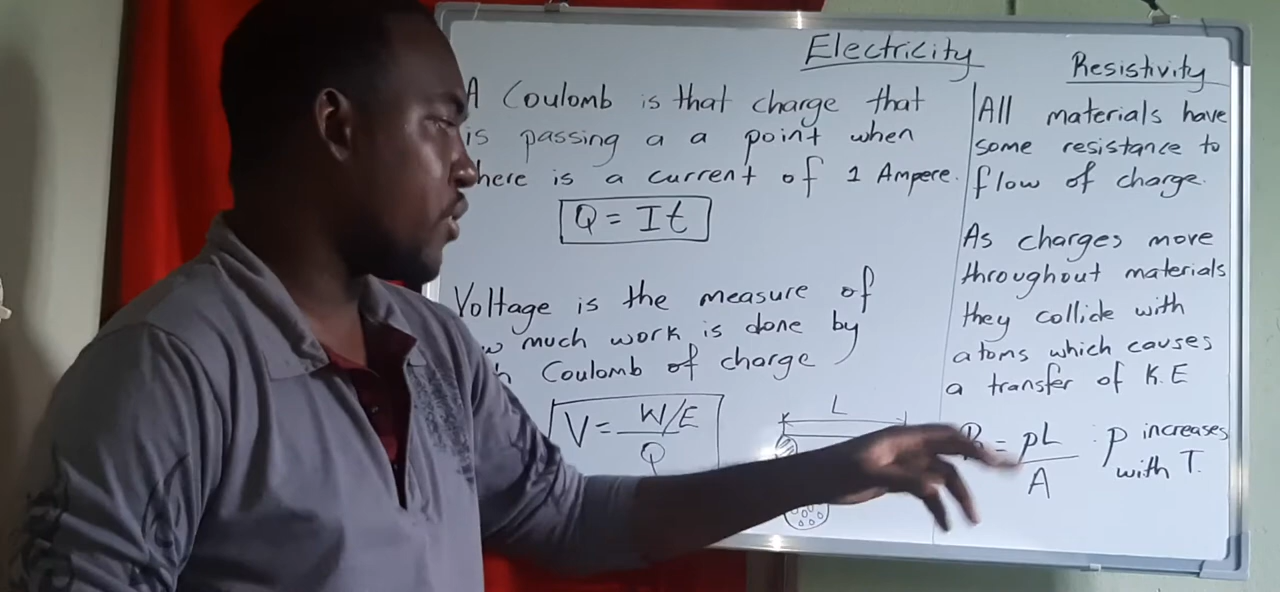 Electricity
A Coulomb is that charge that
is passing a a point when
here is a current of 1 Ampere.
Q = It
Voltage is the measure of
w much work is done by
h Coulomb of charge
V = W/E
Q
L
Resistivity
All materials have
some resistance to
flow of charge.
As charges move
throughout materials
they collide with
atoms which causes
a transfer of K.E
R = ρL
A
: ρ increases
with T.